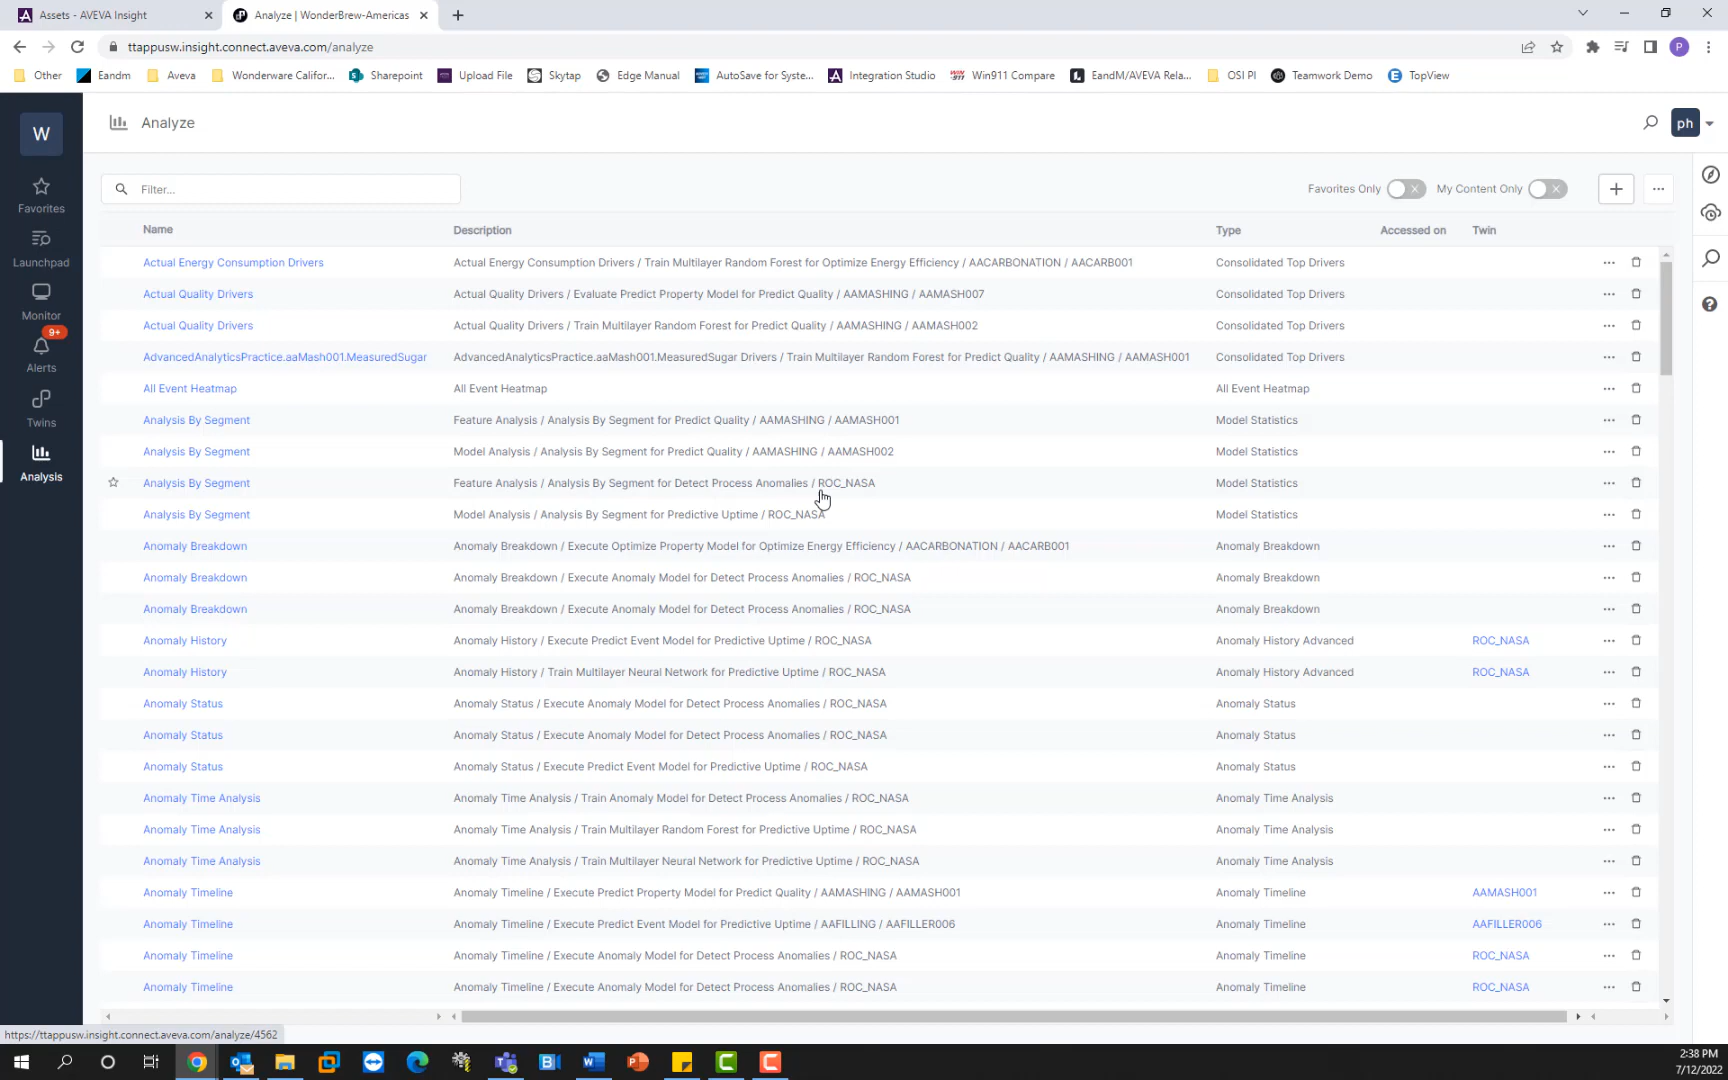 Assets - AVEVA Insight
Analyze | WonderBrew-Americas
ttappusw.insight.connect.aveva.com/analyze
P
Other
Eandm
Aveva
Wonderware Califor...
Sharepoint
Upload File
Skytap
Edge Manual
AutoSave for Syste...
Integration Studio
Win911 Compare
EandM/AVEVA Rela...
OSI PI
Teamwork Demo
TopView
W
Analyze
ph
Favorites
Launchpad
Monitor
9+
Alerts
Twins
Analysis
Filter...
Favorites Only
My Content Only
Name Description Type Accessed on Twin
Actual Energy Consumption Drivers Actual Energy Consumption Drivers / Train Multilayer Random Forest for Optimize Energy Efficiency / AACARBONATION / AACARB001 Consolidated Top Drivers
Actual Quality Drivers Actual Quality Drivers / Evaluate Predict Property Model for Predict Quality / AAMASHING / AAMASH007 Consolidated Top Drivers
Actual Quality Drivers Actual Quality Drivers / Train Multilayer Random Forest for Predict Quality / AAMASHING / AAMASH002 Consolidated Top Drivers
AdvancedAnalyticsPractice.aaMash001.MeasuredSugar AdvancedAnalyticsPractice.aaMash001.MeasuredSugar Drivers / Train Multilayer Random Forest for Predict Quality / AAMASHING / AAMASH001 Consolidated Top Drivers
All Event Heatmap All Event Heatmap All Event Heatmap
Analysis By Segment Feature Analysis / Analysis By Segment for Predict Quality / AAMASHING / AAMASH001 Model Statistics
Analysis By Segment Model Analysis / Analysis By Segment for Predict Quality / AAMASHING / AAMASH002 Model Statistics
Analysis By Segment Feature Analysis / Analysis By Segment for Detect Process Anomalies / ROC_NASA Model Statistics
Analysis By Segment Model Analysis / Analysis By Segment for Predictive Uptime / ROC_NASA Model Statistics
Anomaly Breakdown Anomaly Breakdown / Execute Optimize Property Model for Optimize Energy Efficiency / AACARBONATION / AACARB001 Anomaly Breakdown
Anomaly Breakdown Anomaly Breakdown / Execute Anomaly Model for Detect Process Anomalies / ROC_NASA Anomaly Breakdown
Anomaly Breakdown Anomaly Breakdown / Execute Anomaly Model for Detect Process Anomalies / ROC_NASA Anomaly Breakdown
Anomaly History Anomaly History / Execute Predict Event Model for Predictive Uptime / ROC_NASA Anomaly History Advanced ROC_NASA
Anomaly History Anomaly History / Train Multilayer Neural Network for Predictive Uptime / ROC_NASA Anomaly History Advanced ROC_NASA
Anomaly Status Anomaly Status / Execute Anomaly Model for Detect Process Anomalies / ROC_NASA Anomaly Status
Anomaly Status Anomaly Status / Execute Anomaly Model for Detect Process Anomalies / ROC_NASA Anomaly Status
Anomaly Status Anomaly Status / Execute Predict Event Model for Predictive Uptime / ROC_NASA Anomaly Status
Anomaly Time Analysis Anomaly Time Analysis / Train Anomaly Model for Detect Process Anomalies / ROC_NASA Anomaly Time Analysis
Anomaly Time Analysis Anomaly Time Analysis / Train Multilayer Random Forest for Predictive Uptime / ROC_NASA Anomaly Time Analysis
Anomaly Time Analysis Anomaly Time Analysis / Train Multilayer Neural Network for Predictive Uptime / ROC_NASA Anomaly Time Analysis
Anomaly Timeline Anomaly Timeline / Execute Predict Property Model for Predict Quality / AAMASHING / AAMASH001 Anomaly Timeline AAMASH001
Anomaly Timeline Anomaly Timeline / Execute Predict Event Model for Predictive Uptime / AAFILLING / AAFILLER006 Anomaly Timeline AAFILLER006
Anomaly Timeline Anomaly Timeline / Execute Anomaly Model for Detect Process Anomalies / ROC_NASA Anomaly Timeline ROC_NASA
Anomaly Timeline Anomaly Timeline / Execute Anomaly Model for Detect Process Anomalies / ROC_NASA Anomaly Timeline ROC_NASA
https://ttappusw.insight.connect.aveva.com/analyze/4562
2:38 PM
7/12/2022